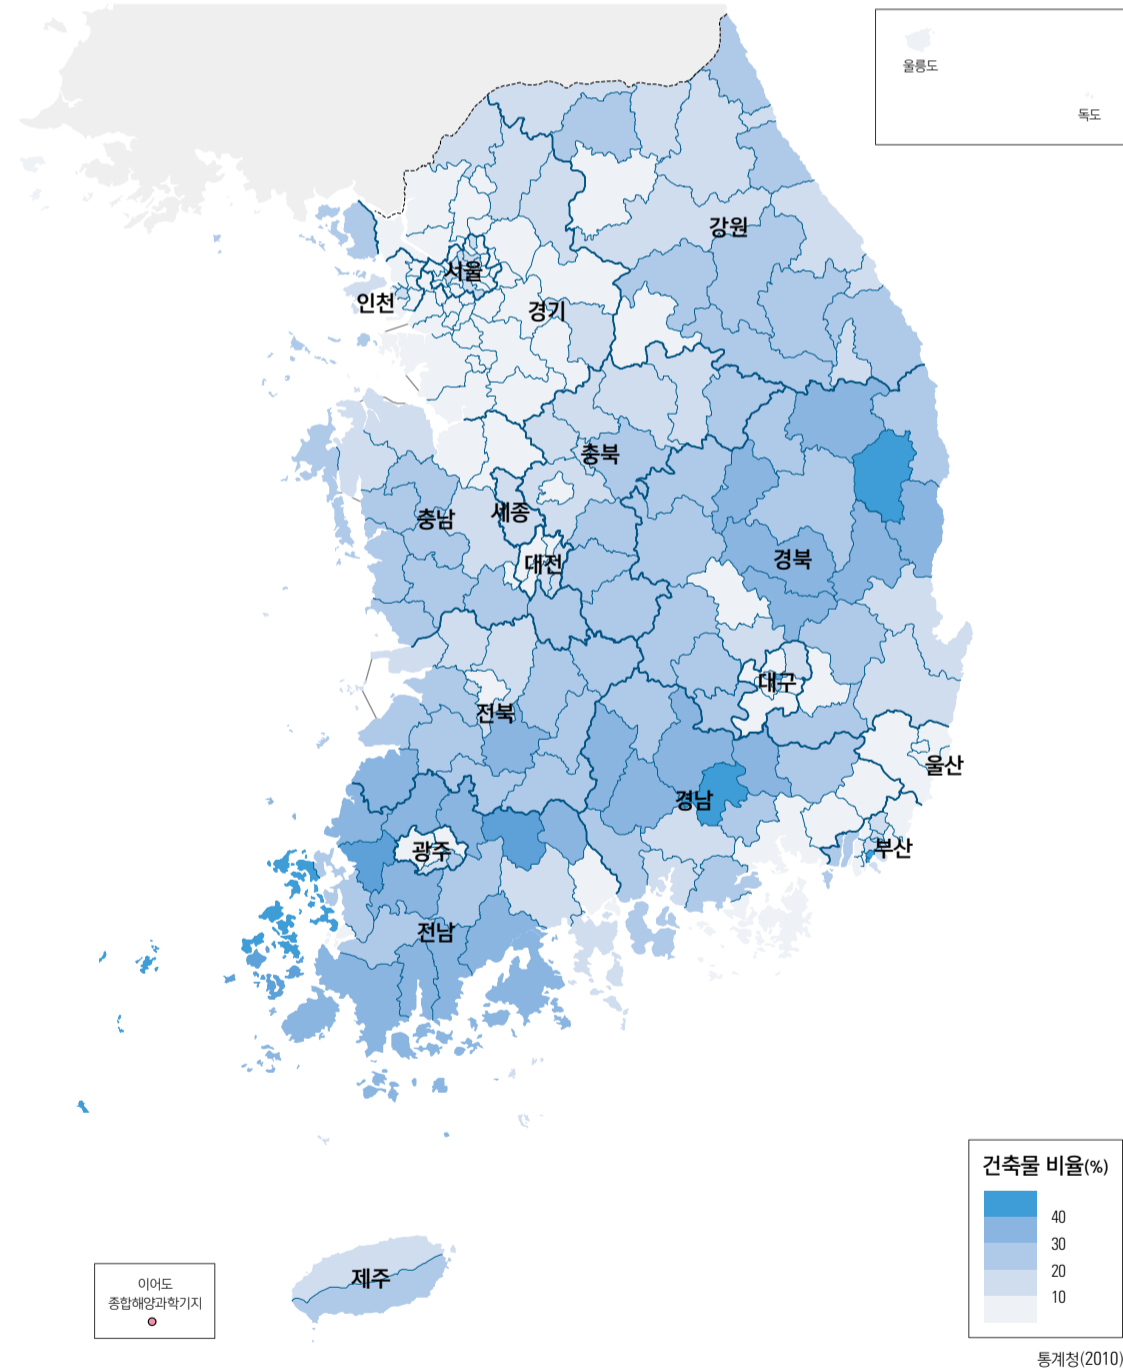 울릉도
독도
강원
서울
인천
경기
충북
충남
세종
대전
경북
대구
전북
울산
경남
부산
광주
전남
제주
이어도
종합해양과학기지
건축물 비율(%)
40
30
20
10
통계청(2010)